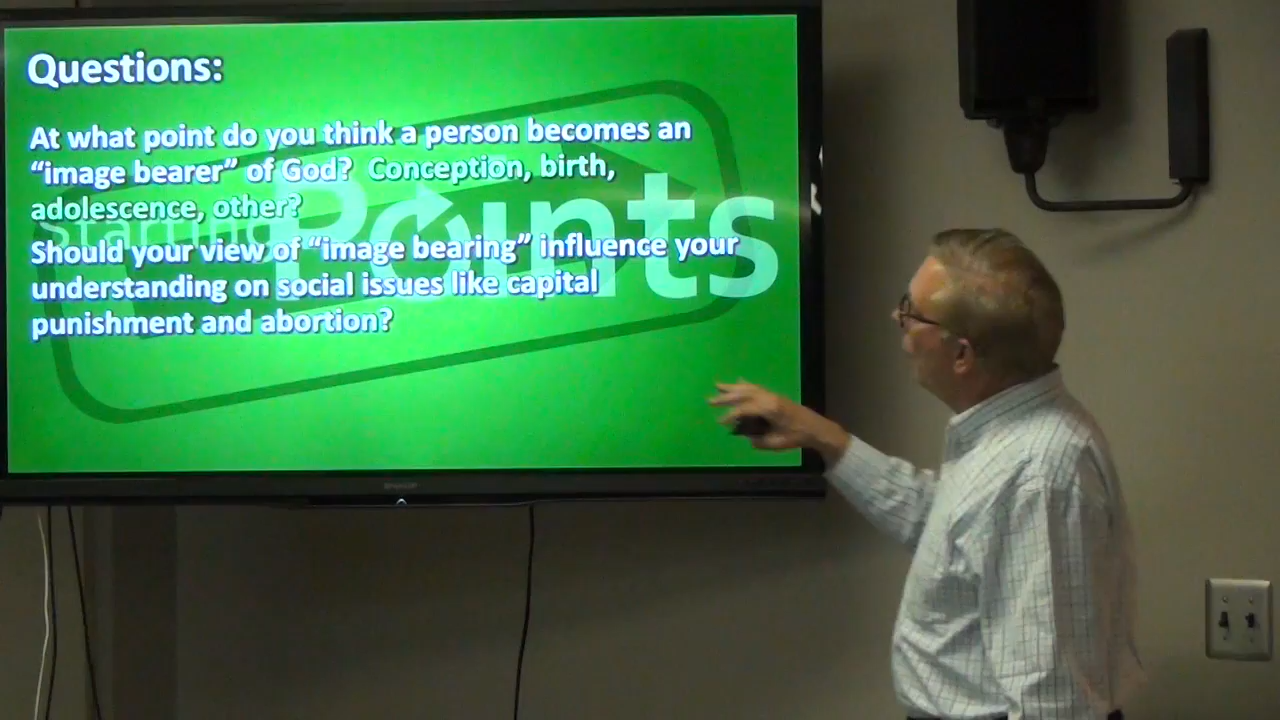 Questions:
At what point do you think a person becomes an
“image bearer” of God? Conception, birth,
adolescence, other?
Starting
Points
Should your view of “image bearing” influence your
understanding on social issues like capital
punishment and abortion?